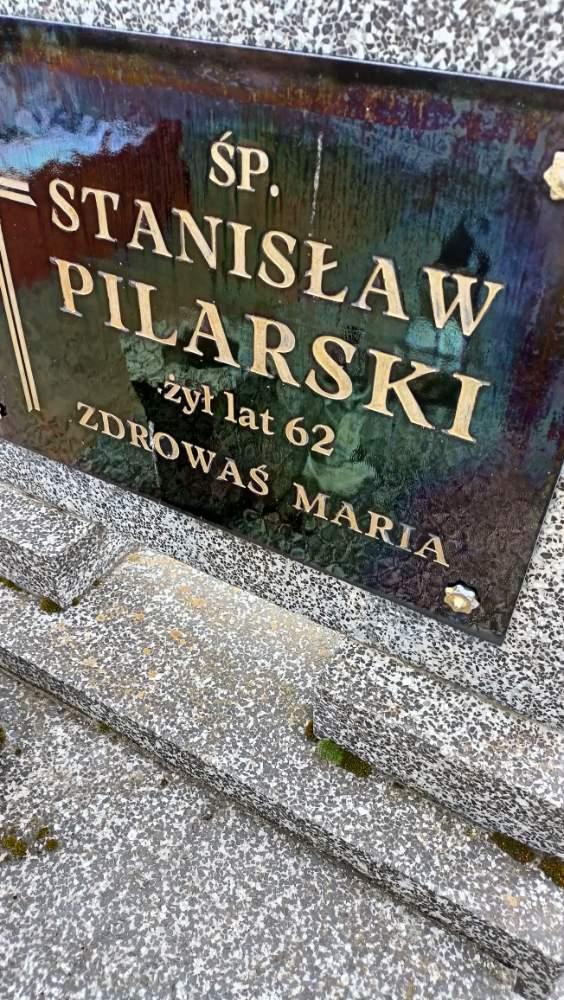 ŚP.
STANISŁAW
PILARSKI
żył lat 62
ZDROWAŚ MARIA